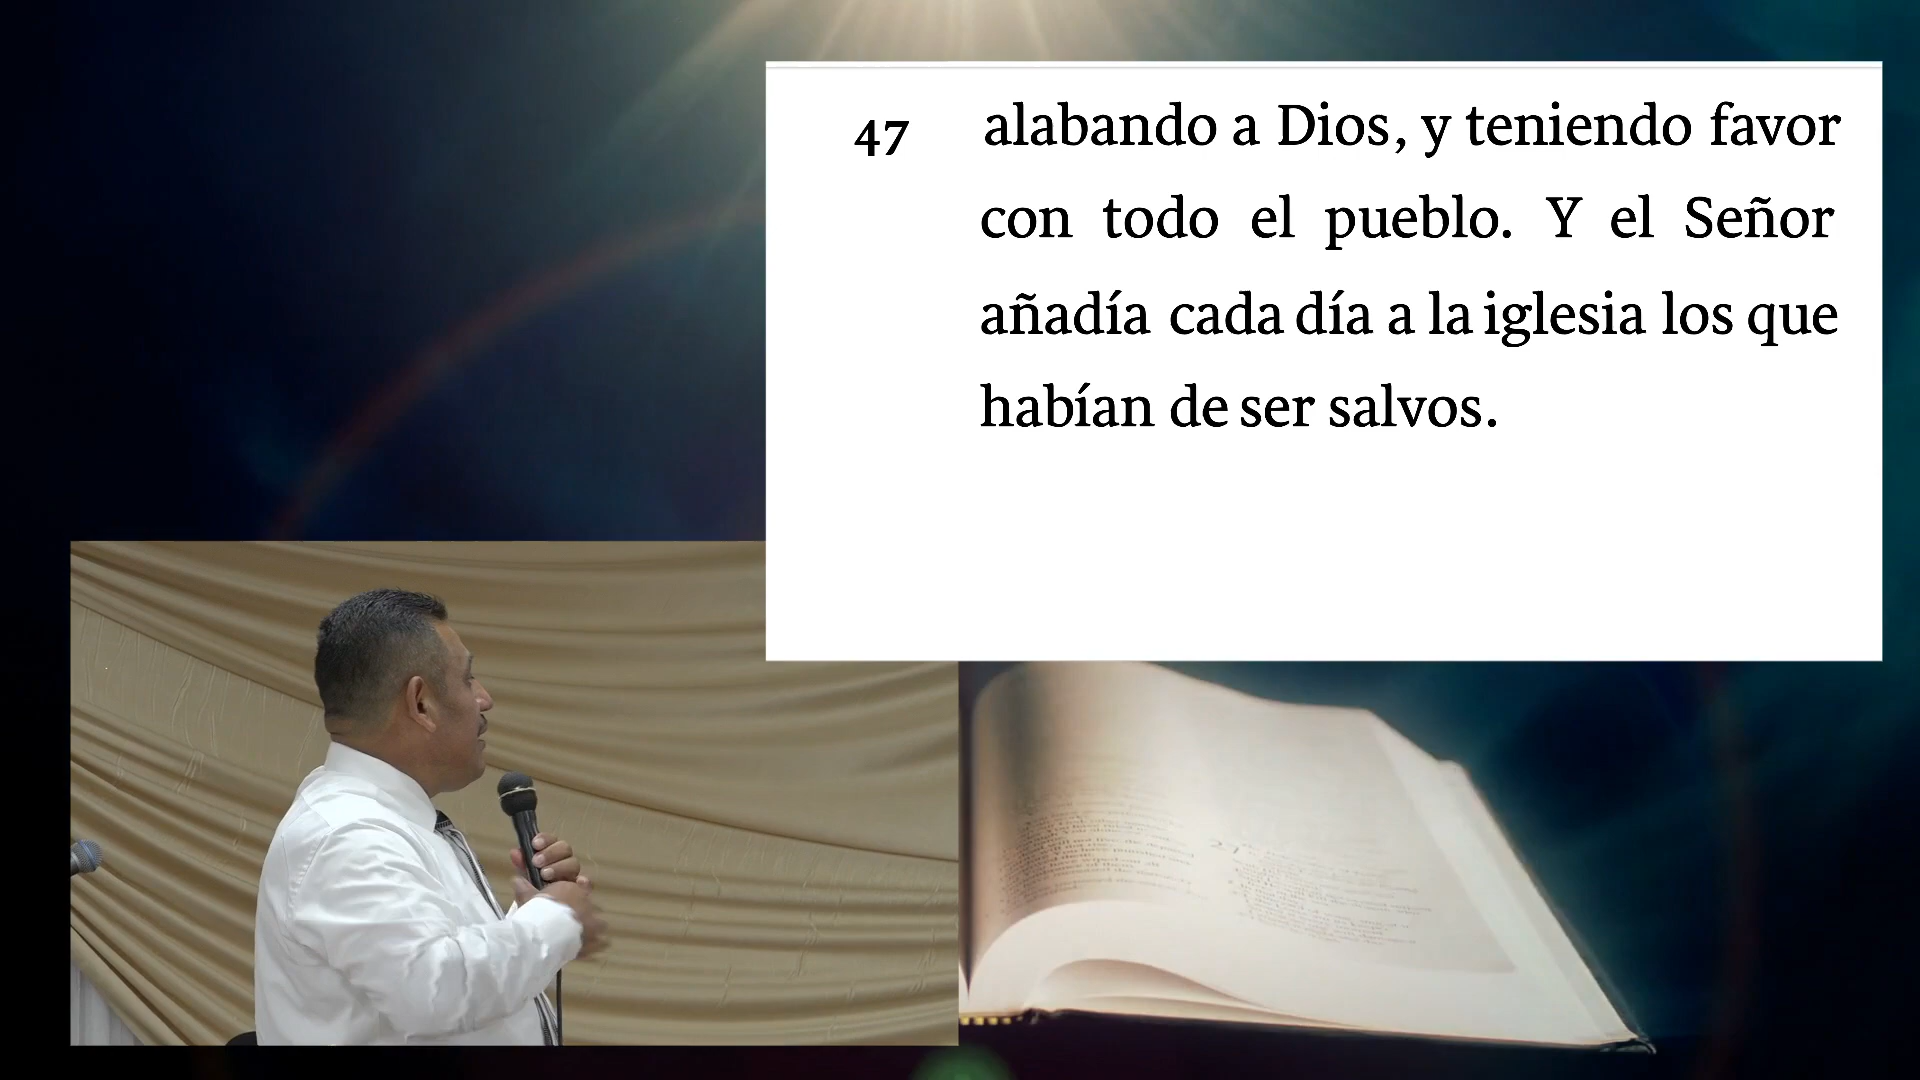 47 alabando a Dios, y teniendo favor
con todo el pueblo. Y el Señor
añadía cada día a la iglesia los que
habían de ser salvos.